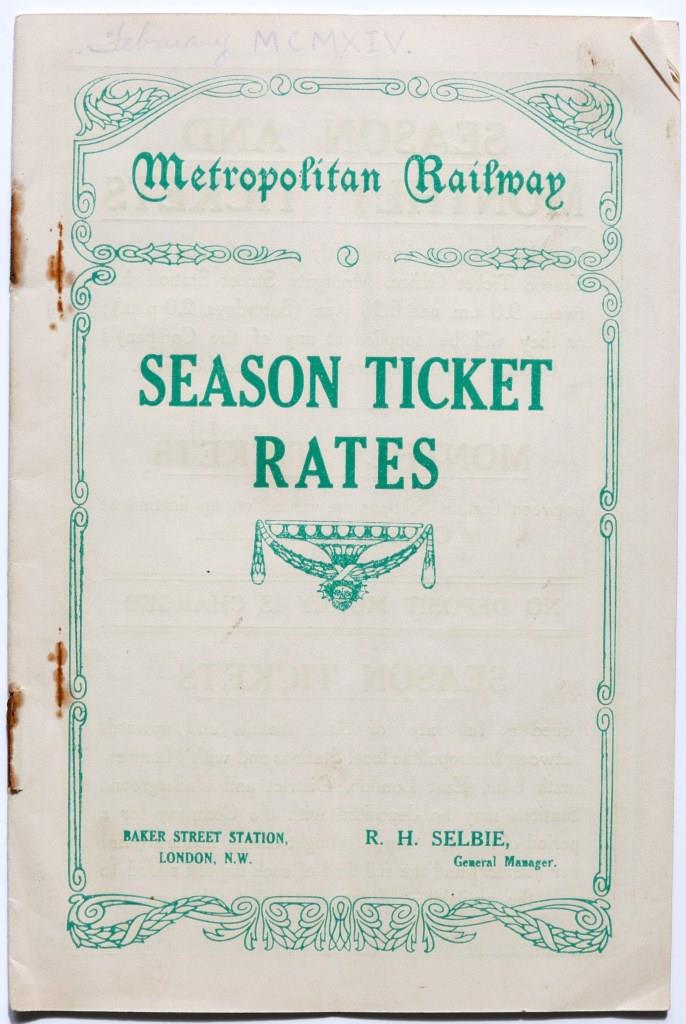 February MCMXIV.
Metropolitan Railway
SEASON TICKET
RATES
BAKER STREET STATION,
LONDON, N.W.
R. H. SELBIE,
General Manager.